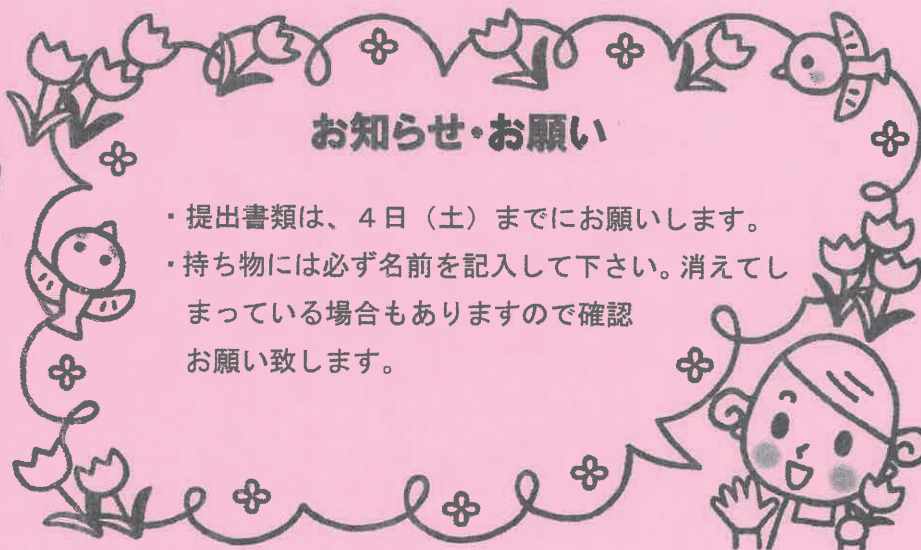 お知らせ・お願い
・提出書類は、4日（土）までにお願いします。
・持ち物には必ず名前を記入して下さい。消えてし
まっている場合もありますので確認
お願い致します。